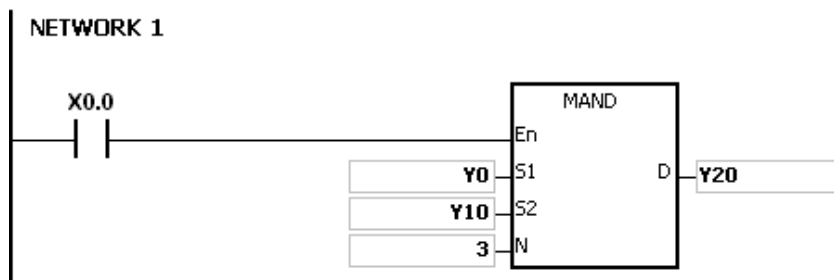 NETWORK 1
X0.0
MAND
En
Y0 S1 D Y20
Y10 S2
3 N